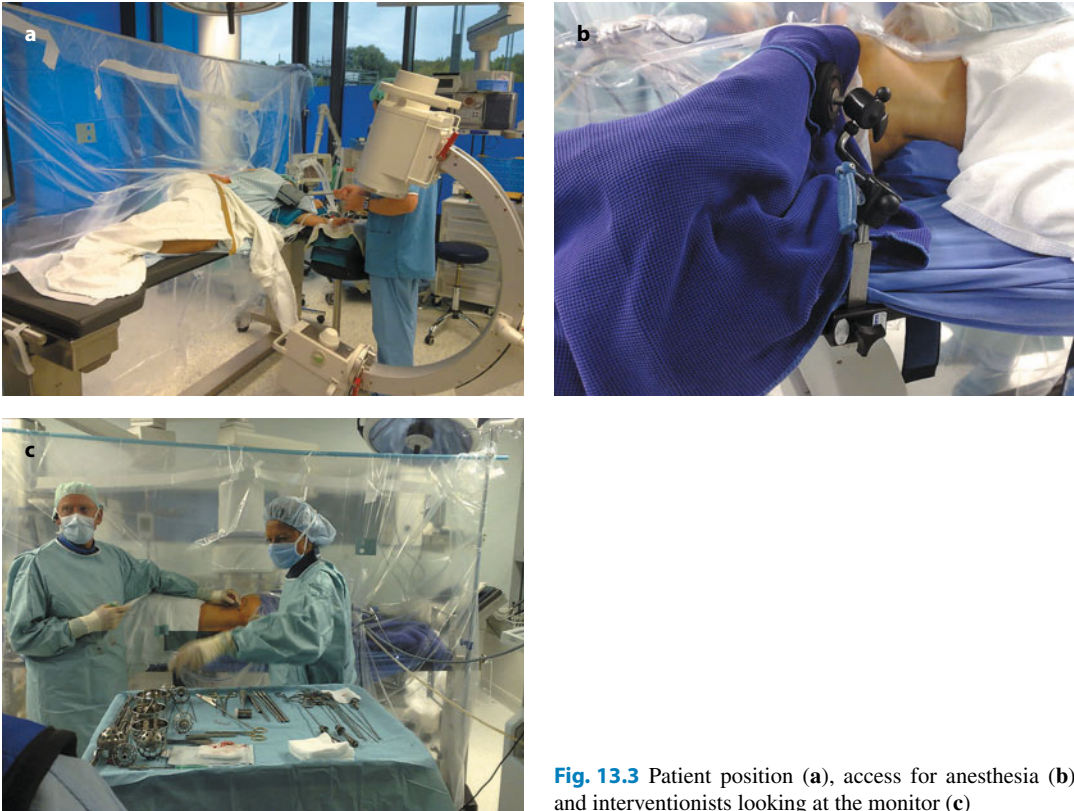 a
b
c
Fig. 13.3 Patient position (a), access for anesthesia (b)
and interventionists looking at the monitor (c)